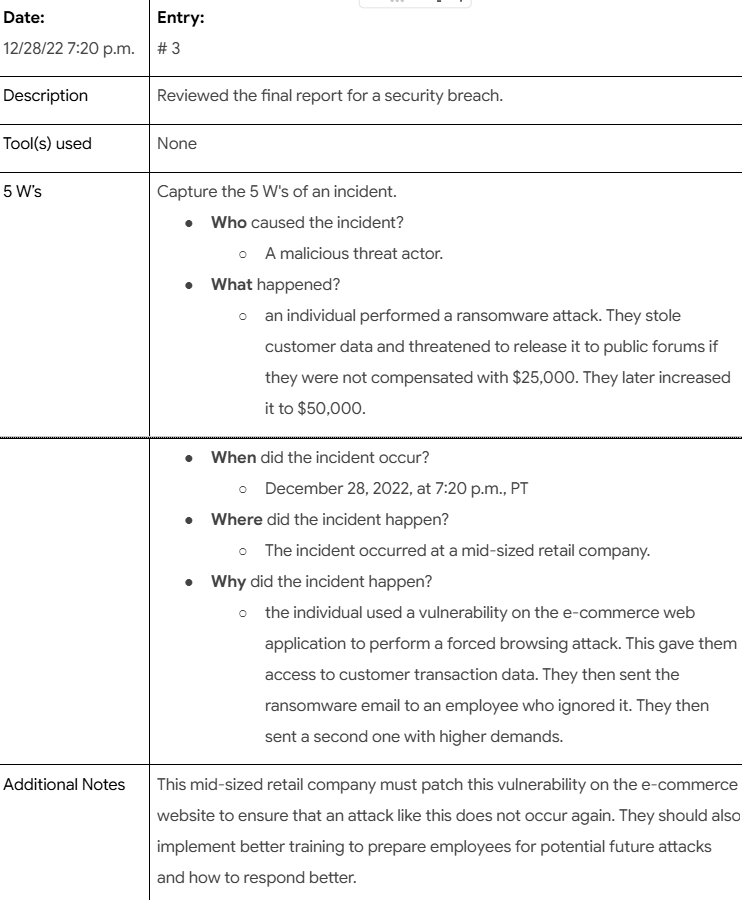 Date:
Entry:
12/28/22 7:20 p.m.
# 3
Description
Reviewed the final report for a security breach.
Tool(s) used
None
5 W's
Capture the 5 W's of an incident.
● Who caused the incident?
○ A malicious threat actor.
● What happened?
○ an individual performed a ransomware attack. They stole
customer data and threatened to release it to public forums if
they were not compensated with $25,000. They later increased
it to $50,000.
● When did the incident occur?
○ December 28, 2022, at 7:20 p.m., PT
● Where did the incident happen?
○ The incident occurred at a mid-sized retail company.
● Why did the incident happen?
○ the individual used a vulnerability on the e-commerce web
application to perform a forced browsing attack. This gave them
access to customer transaction data. They then sent the
ransomware email to an employee who ignored it. They then
sent a second one with higher demands.
Additional Notes
This mid-sized retail company must patch this vulnerability on the e-commerce
website to ensure that an attack like this does not occur again. They should also
implement better training to prepare employees for potential future attacks
and how to respond better.